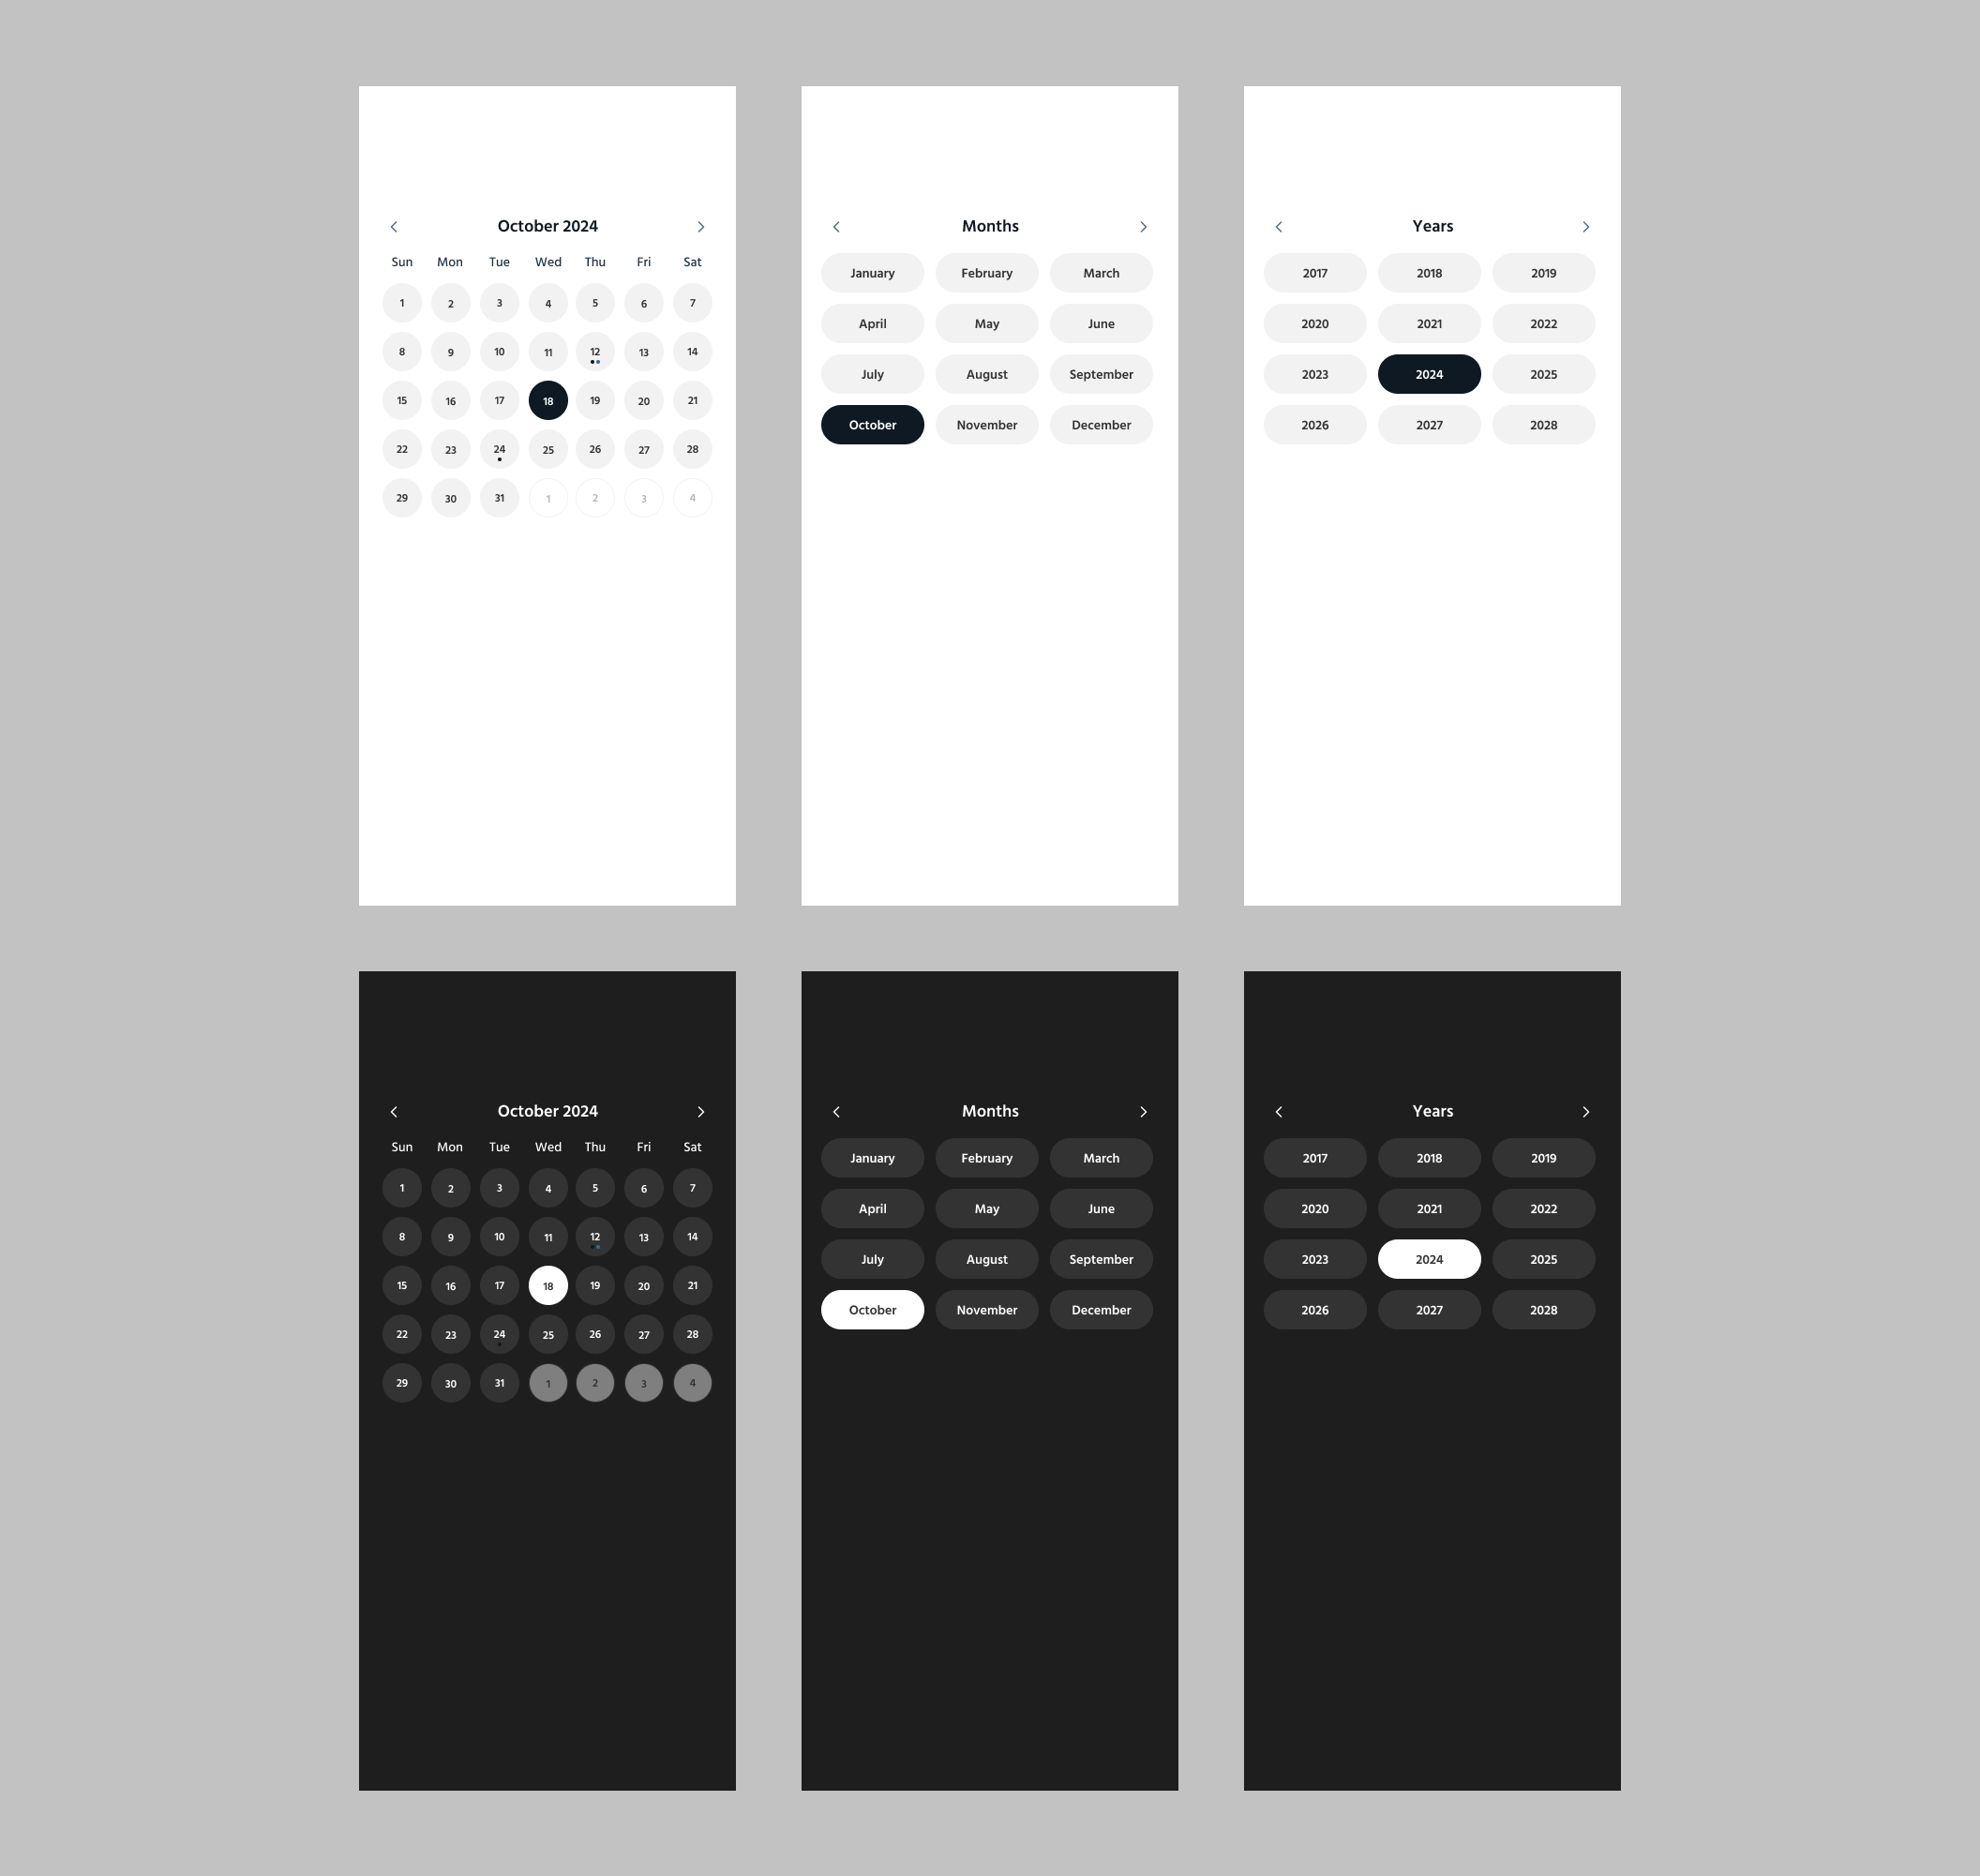 October 2024
Sun Mon Tue Wed Thu Fri Sat
1 2 3 4 5 6 7
8 9 10 11 12 13 14
15 16 17 18 19 20 21
22 23 24 25 26 27 28
29 30 31 1 2 3 4
Months
January February March
April May June
July August September
October November December
Years
2017 2018 2019
2020 2021 2022
2023 2024 2025
2026 2027 2028
October 2024
Sun Mon Tue Wed Thu Fri Sat
1 2 3 4 5 6 7
8 9 10 11 12 13 14
15 16 17 18 19 20 21
22 23 24 25 26 27 28
29 30 31 1 2 3 4
Months
January February March
April May June
July August September
October November December
Years
2017 2018 2019
2020 2021 2022
2023 2024 2025
2026 2027 2028